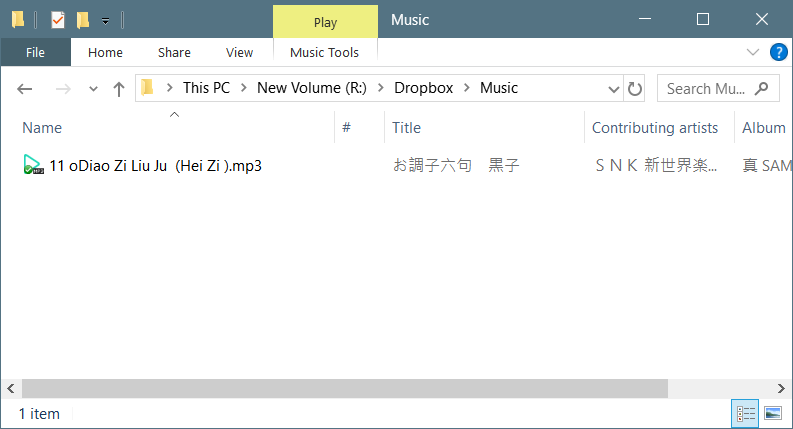 Play
Music
File
Home
Share
View
Music Tools
This PC
New Volume (R:)
Dropbox
Music
Search Mu...
Name
#
Title
Contributing artists
Album
11 oDiao Zi Liu Ju  (Hei Zi ).mp3
お調子六句　黒子
ＳＮＫ 新世界楽...
真 SAM
1 item